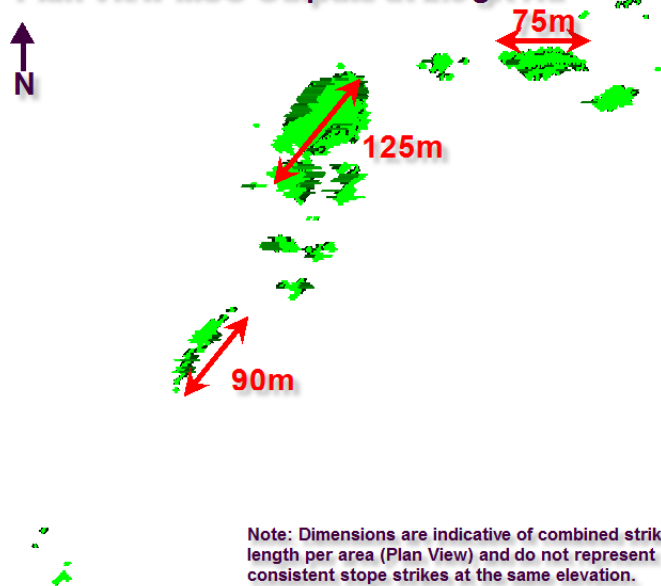 75m
N
125m
90m
Note: Dimensions are indicative of combined
length per area (Plan View) and do not represent
consistent stope strikes at the same elevation.